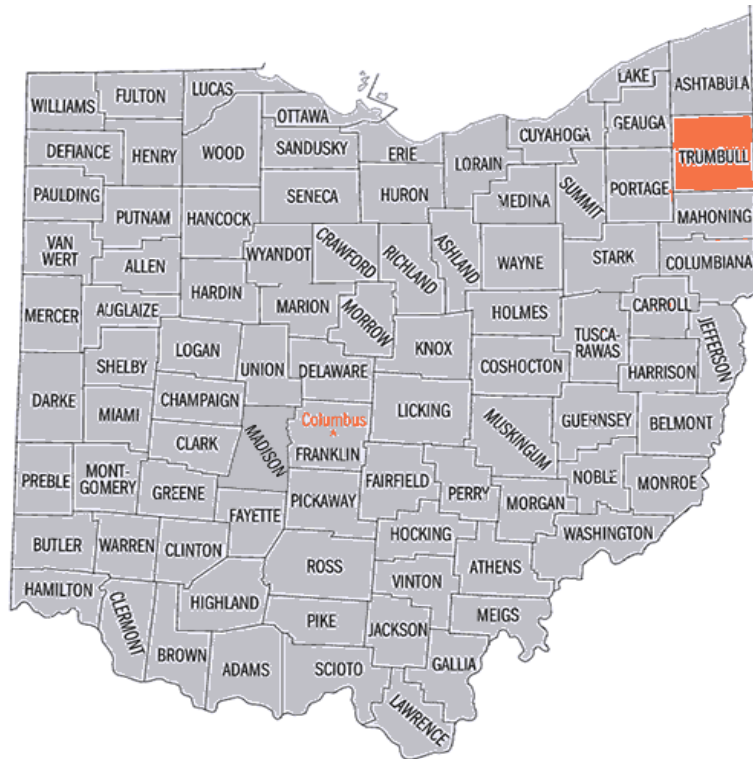 LAKE
ASHTABULA
LUCAS
FULTON
WILLIAMS
OTTAWA
GEAUGA
CUYAHOGA
TRUMBULL
DEFIANCE
HENRY
WOOD
SANDUSKY
ERIE
LORAIN
PORTAGE
SUMMIT
MEDINA
PAULDING
SENECA
HURON
MAHONING
PUTNAM
HANCOCK
VAN
WERT
WYANDOT
CRAWFORD
RICHLAND
ASHLAND
WAYNE
STARK
COLUMBIANA
ALLEN
HARDIN
MERCER
AUGLAIZE
MARION
MORROW
HOLMES
CARROLL
JEFFERSON
TUSCA-
RAWAS
LOGAN
UNION
KNOX
SHELBY
DELAWARE
COSHOCTON
HARRISON
DARKE
MIAMI
CHAMPAIGN
LICKING
MUSKINGUM
GUERNSEY
BELMONT
Columbus
CLARK
MADISON
FRANKLIN
PREBLE
MONT-
GOMERY
GREENE
FAIRFIELD
PERRY
NOBLE
MONROE
PICKAWAY
MORGAN
FAYETTE
WASHINGTON
HOCKING
BUTLER
WARREN
CLINTON
ROSS
ATHENS
VINTON
HAMILTON
CLERMONT
HIGHLAND
PIKE
JACKSON
MEIGS
BROWN
ADAMS
SCIOTO
GALLIA
LAWRENCE